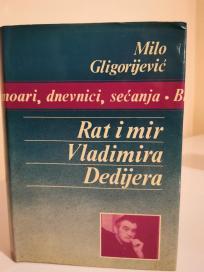 Milo
Gligorijević
moari, dnevnici, sećanja • B
Rat i mir
Vladimira
Dedijera